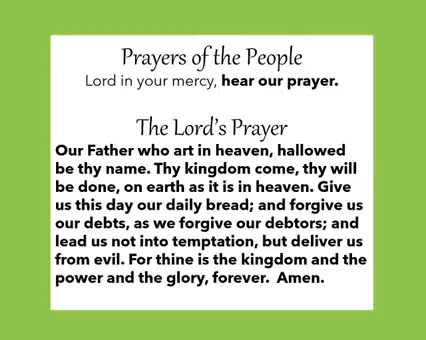 Prayers of the People
Lord in your mercy, hear our prayer.
The Lord's Prayer
Our Father who art in heaven, hallowed
be thy name. Thy kingdom come, thy will
be done, on earth as it is in heaven. Give
us this day our daily bread; and forgive us
our debts, as we forgive our debtors; and
lead us not into temptation, but deliver us
from evil. For thine is the kingdom and the
power and the glory, forever.  Amen.